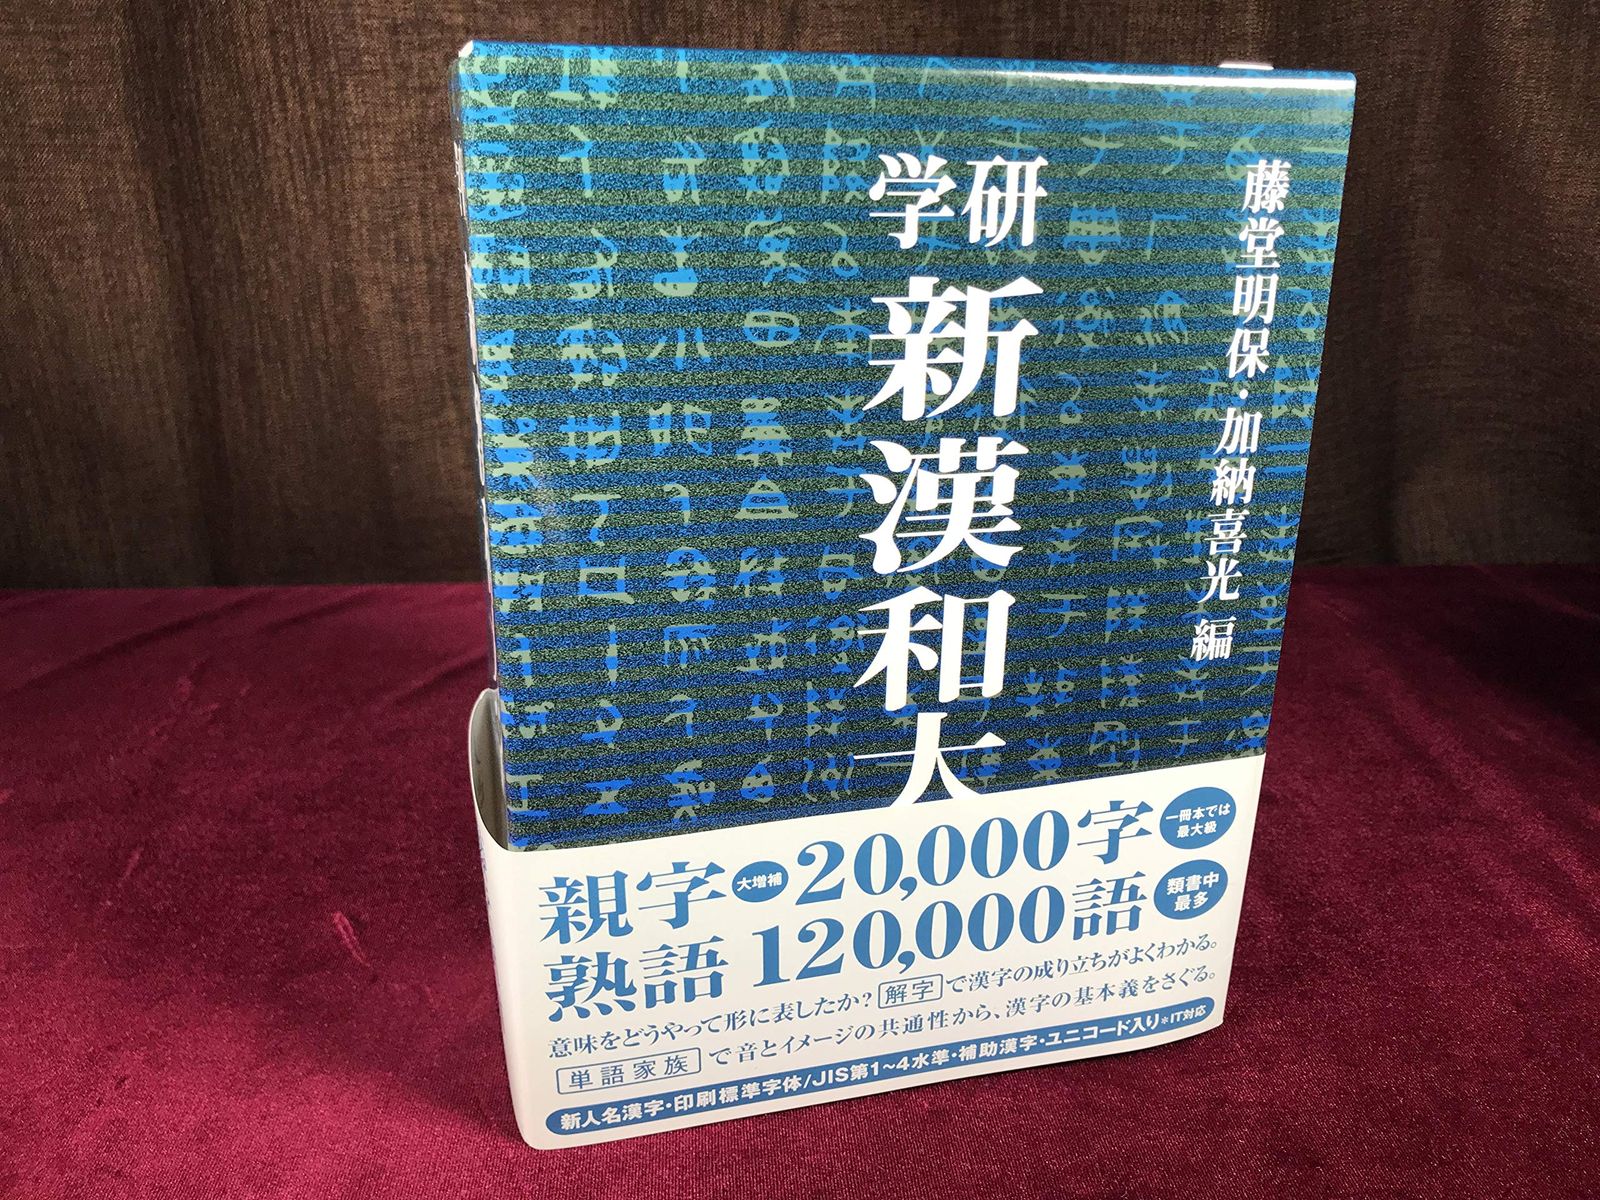 学研
新漢和大
藤堂明保・加納喜光 編
親字 大増補 20,000字 一冊本では最大級
熟語 120,000語 類書中最多
意味をどうやって形に表したか? 解字 で漢字の成り立ちがよくわかる。
単語家族 で音とイメージの共通性から、漢字の基本義をさぐる。
新人名漢字・印刷標準字体/JIS第1~4水準・補助漢字・ユニコード入り*IT対応